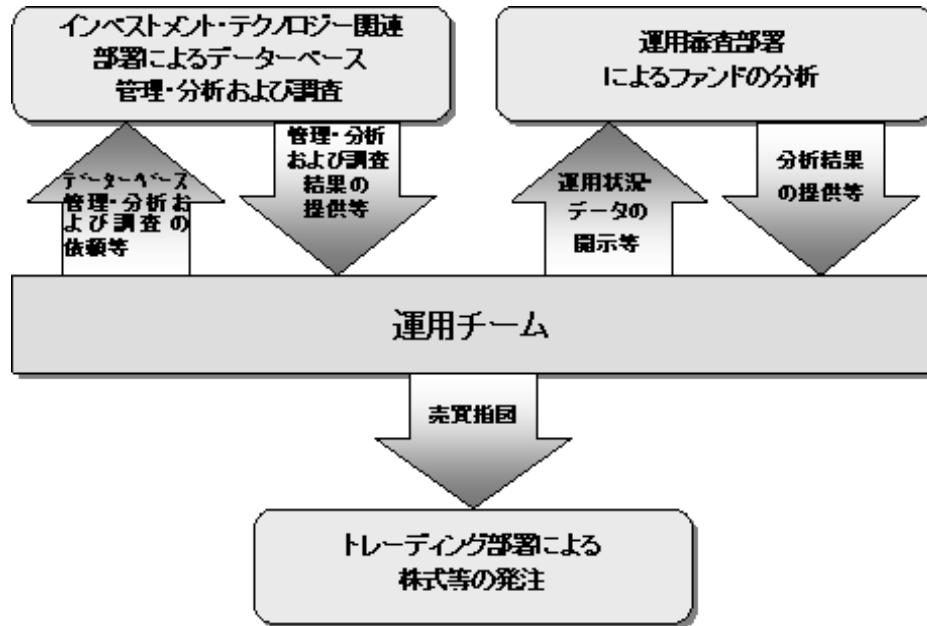 インベストメント・テクノロジー関連
部署によるデーターベース
管理・分析および調査
運用審査部署
によるファンドの分析
データーベース
管理・分析お
よび調査の
依頼等
管理・分析
および調査
結果の
提供等
運用状況・
データの
開示等
分析結果
の提供等
運用チーム
売買指図
トレーディング部署による
株式等の発注